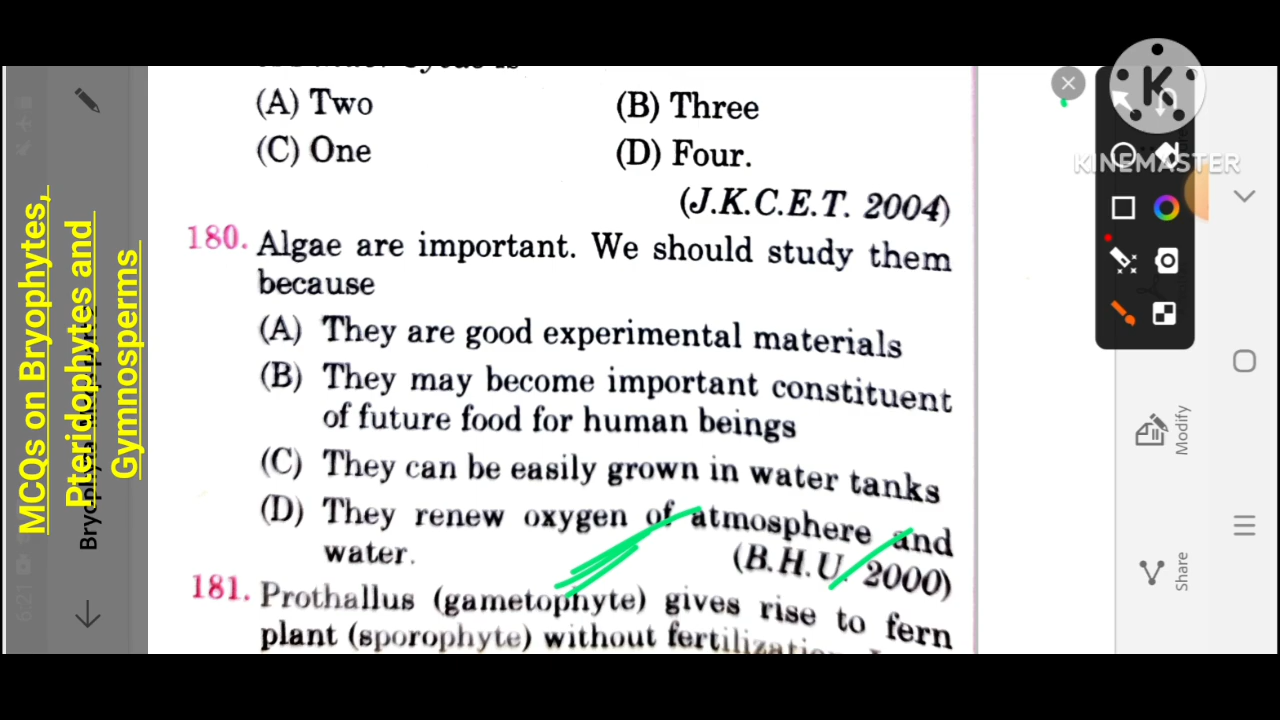 (A) Two (B) Three
(C) One (D) Four.
(J.K.C.E.T. 2004)
180. Algae are important. We should study them
because
(A) They are good experimental materials
(B) They may become important constituent
of future food for human beings
(C) They can be easily grown in water tanks
(D) They renew oxygen of atmosphere and
water. (B.H.U. 2000)
181. Prothallus (gametophyte) gives rise to fern
plant (sporophyte) without
MCQs on Bryophytes,
Pteridophytes and
Gymnosperms
K
KINEMASTER
Modify
Share